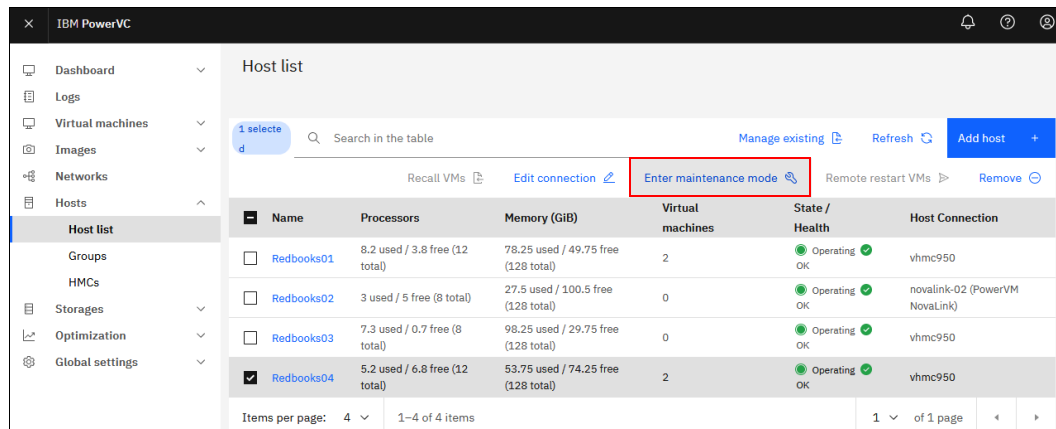 IBM PowerVC
Dashboard
Logs
Virtual machines
Images
Networks
Hosts
Host list
Groups
HMCs
Storages
Optimization
Global settings
Host list
1 selecte
d
Search in the table
Manage existing
Refresh
Add host +
Recall VMs
Edit connection
Enter maintenance mode
Remote restart VMs
Remove
Name Processors Memory (GiB) Virtual machines State / Health Host Connection
Redbooks01 8.2 used / 3.8 free (12 total) 78.25 used / 49.75 free (128 total) 2 Operating OK vhmc950
Redbooks02 3 used / 5 free (8 total) 27.5 used / 100.5 free (128 total) 0 Operating OK novalink-02 (PowerVM NovaLink)
Redbooks03 7.3 used / 0.7 free (8 total) 98.25 used / 29.75 free (128 total) 0 Operating OK vhmc950
Redbooks04 5.2 used / 6.8 free (12 total) 53.75 used / 74.25 free (128 total) 2 Operating OK vhmc950
Items per page: 4 1–4 of 4 items 1 of 1 page